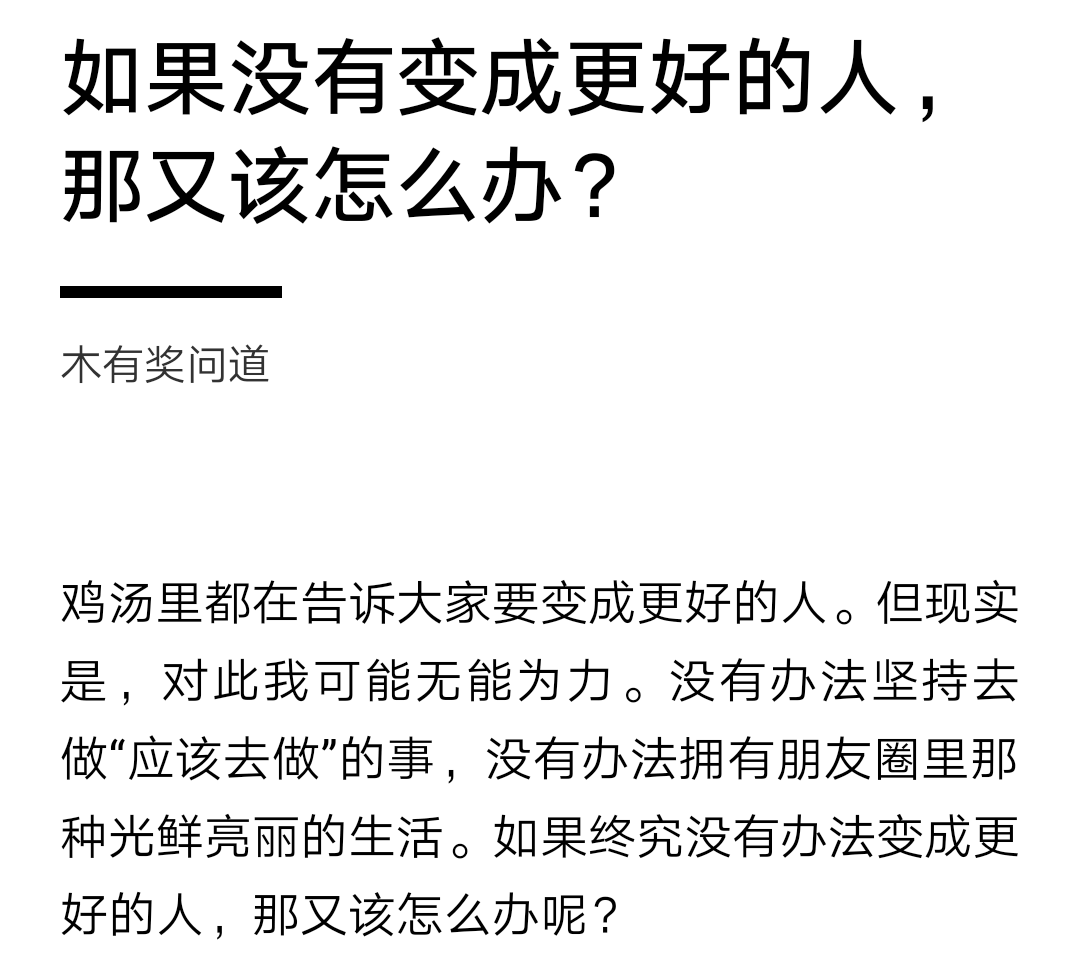 如果没有变成更好的人，
那又该怎么办？
木有奖问道
鸡汤里都在告诉大家要变成更好的人。但现实
是，对此我可能无能为力。没有办法坚持去
做“应该去做”的事，没有办法拥有朋友圈里那
种光鲜亮丽的生活。如果终究没有办法变成更
好的人，那又该怎么办呢？